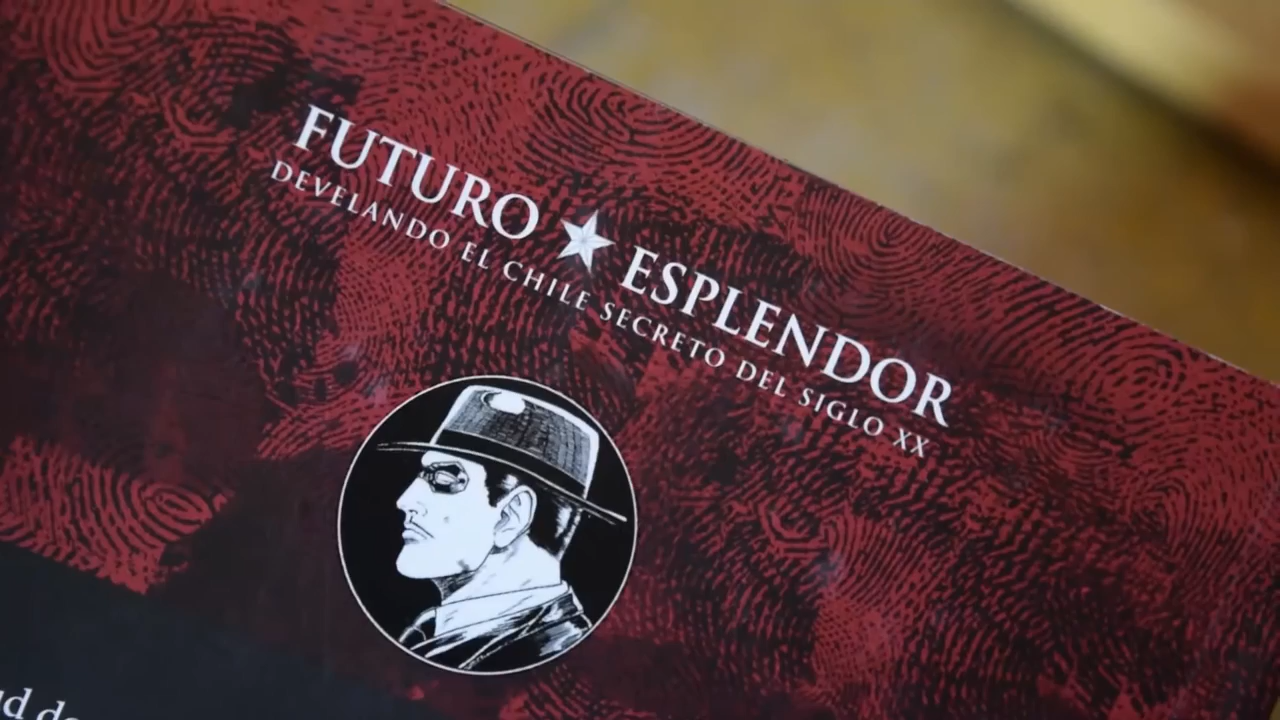 FUTURO ★ ESPLENDOR
DEVELANDO EL CHILE SECRETO DEL SIGLO XX